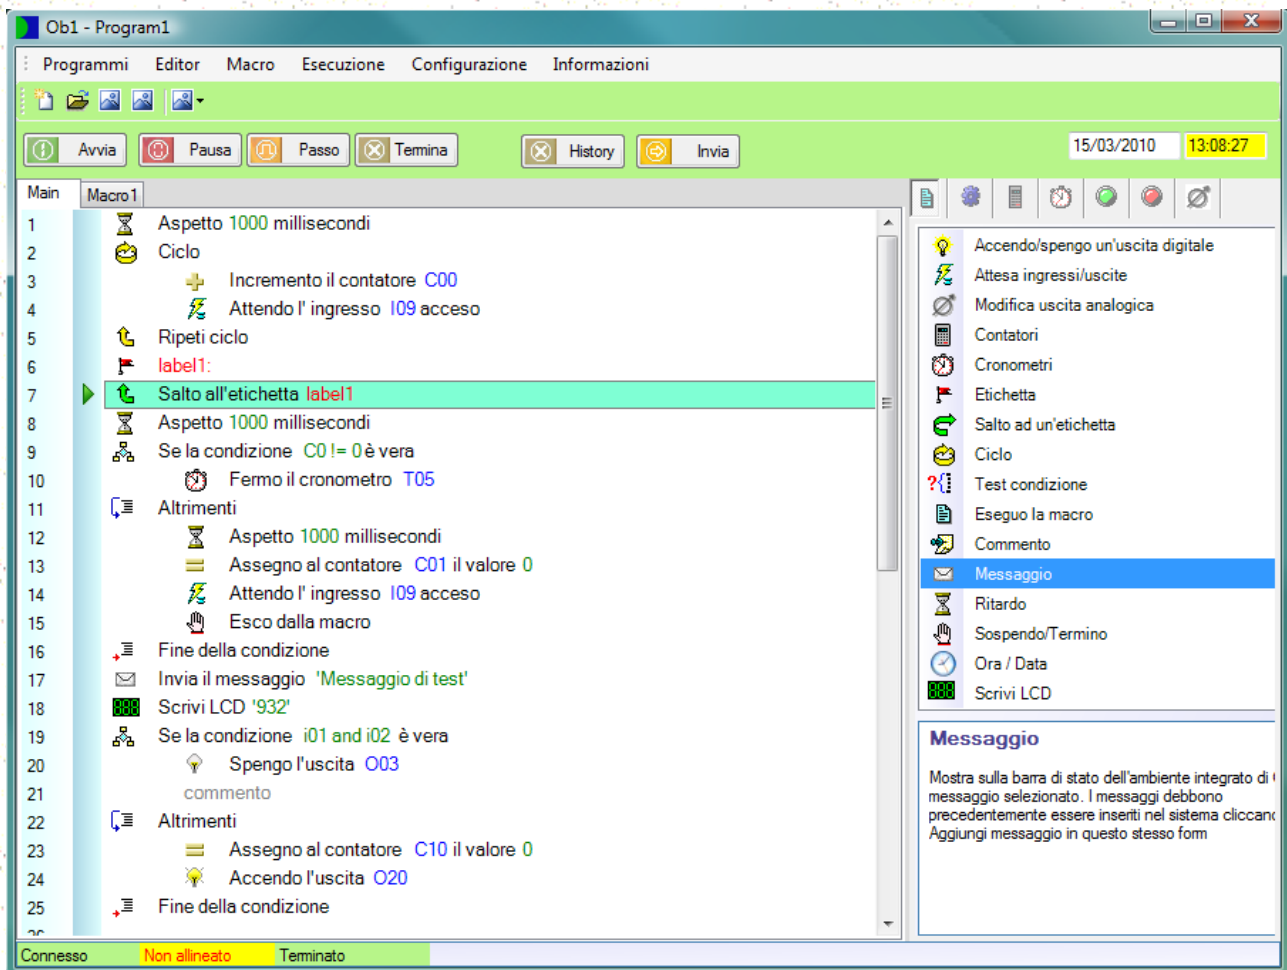 Ob1 - Program1
Programmi Editor Macro Esecuzione Configurazione Informazioni
Avvia Pausa Passo Termina History Invia 15/03/2010 13:08:27
Main Macro1
1 Aspetto 1000 millisecondi
2 Ciclo
3 Incremento il contatore C00
4 Attendo l' ingresso I09 acceso
5 Ripeti ciclo
6 label1:
7 Salto all'etichetta label1
8 Aspetto 1000 millisecondi
9 Se la condizione C0 != 0 è vera
10 Fermo il cronometro T05
11 Altrimenti
12 Aspetto 1000 millisecondi
13 Assegno al contatore C01 il valore 0
14 Attendo l' ingresso I09 acceso
15 Esco dalla macro
16 Fine della condizione
17 Invia il messaggio 'Messaggio di test'
18 888 Scrivi LCD '932'
19 Se la condizione i01 and i02 è vera
20 Spengo l'uscita O03
21 commento
22 Altrimenti
23 Assegno al contatore C10 il valore 0
24 Accendo l'uscita O20
25 Fine della condizione
Accendo/spengo un'uscita digitale
Attesa ingressi/uscite
Modifica uscita analogica
Contatori
Cronometri
Etichetta
Salto ad un'etichetta
Ciclo
?{ Test condizione
Eseguo la macro
Commento
Messaggio
Ritardo
Sospendo/Termino
Ora / Data
888 Scrivi LCD
Messaggio
Mostra sulla barra di stato dell'ambiente integrato di
messaggio selezionato. I messaggi debbono
precedentemente essere inseriti nel sistema cliccand
Aggiungi messaggio in questo stesso form
Connesso Non allineato Terminato